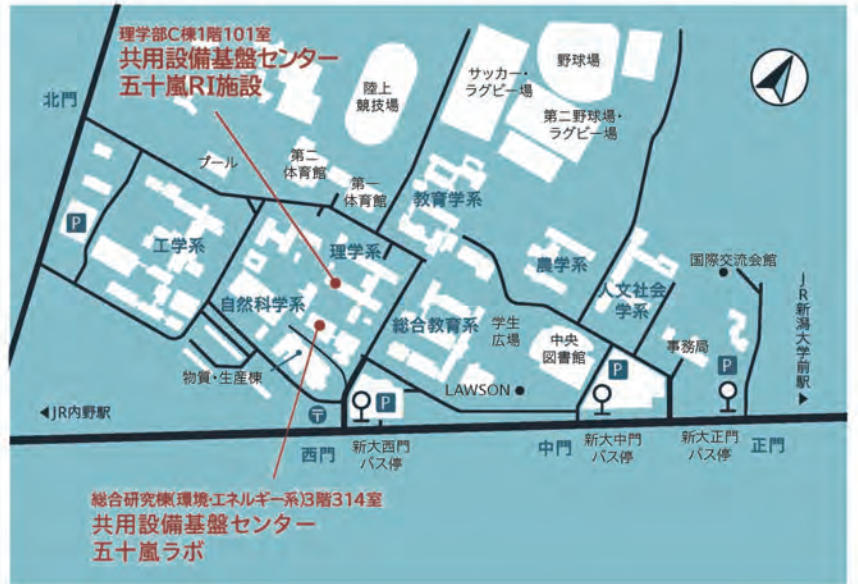 理学部C棟1階101室
共用設備基盤センター
五十嵐RI施設
北門
陸上
競技場
サッカー・
ラグビー場
野球場
第二野球場・
ラグビー場
プール
第二
体育館
第一
体育館
教育学系
P
工学系
理学系
農学系
国際交流会館
人文社会
学系
JR新潟大学前駅▶
自然科学系
総合教育系
学生
広場
中央
図書館
事務局
物質・生産棟
LAWSON
P
P
P
〒
◀JR内野駅
西門
新大西門
バス停
中門
新大中門
バス停
新大正門
バス停
正門
総合研究棟(環境・エネルギー系)3階314室
共用設備基盤センター
五十嵐ラボ